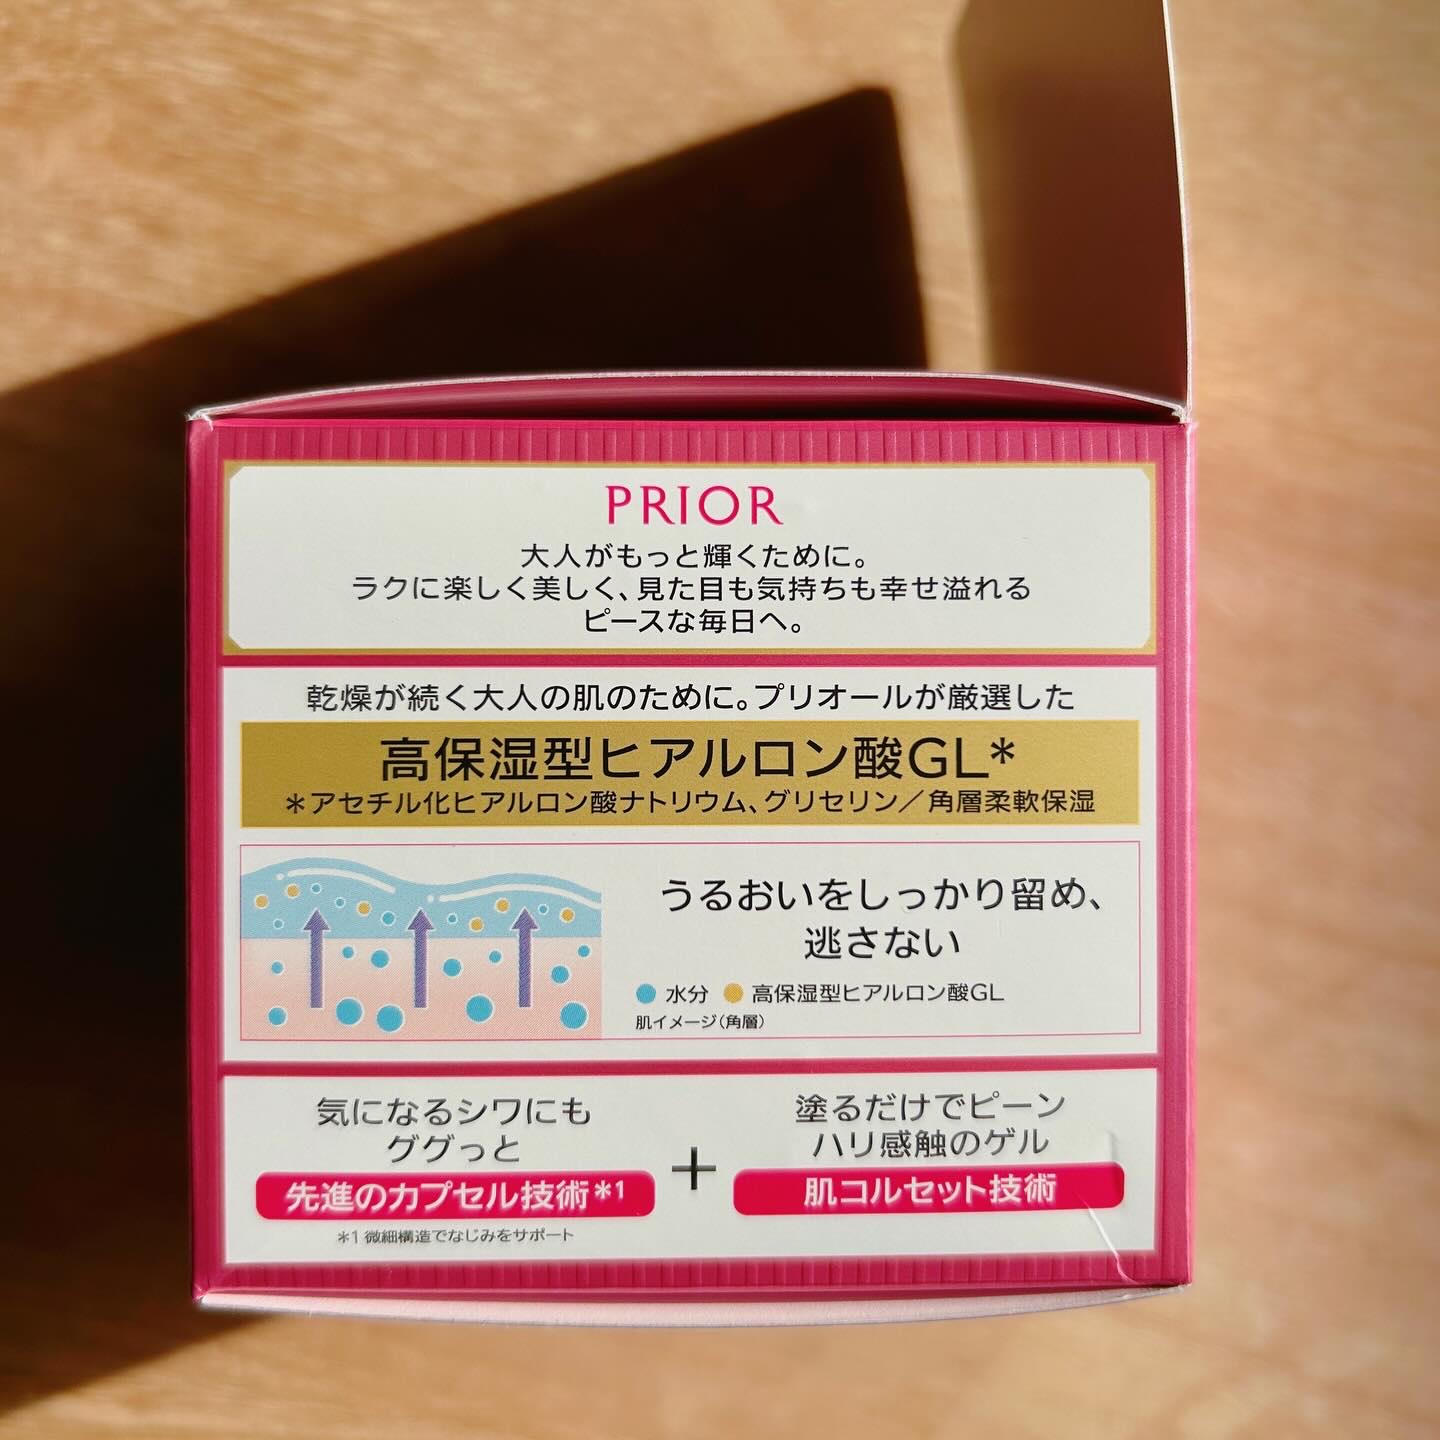 PRIOR
大人がもっと輝くために。
ラクに楽しく美しく、見た目も気持ちも幸せ溢れる
ピースな毎日へ。
乾燥が続く大人の肌のために。プリオールが厳選した
高保湿型ヒアルロン酸GL*
*アセチル化ヒアルロン酸ナトリウム、グリセリン/角層柔軟保湿
うるおいをしっかり留め、
逃さない
水分 高保湿型ヒアルロン酸GL
肌イメージ(角層)
気になるシワにも
ググっと
先進のカプセル技術*1
*1 微細構造でなじみをサポート
+
塗るだけでピーン
ハリ感触のゲル
肌コルセット技術